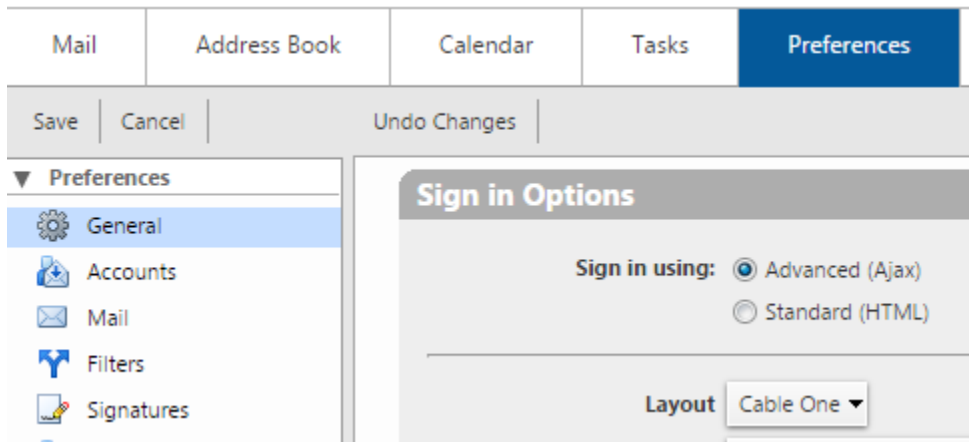 Mail Address Book Calendar Tasks Preferences
Save Cancel Undo Changes
Preferences
General
Accounts
Mail
Filters
Signatures
Sign in Options
Sign in using: Advanced (Ajax)
Standard (HTML)
Layout Cable One